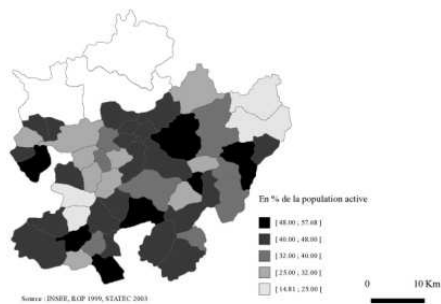 En % de la population active
[ 48.00 ; 57.68 ]
[ 40.00 ; 48.00 [
[ 32.00 ; 40.00 [
[ 25.00 ; 32.00 [
[ 14.81 ; 25.00 [
0 10 Km
Source : INSEE, RGP 1999, STATEC 2003